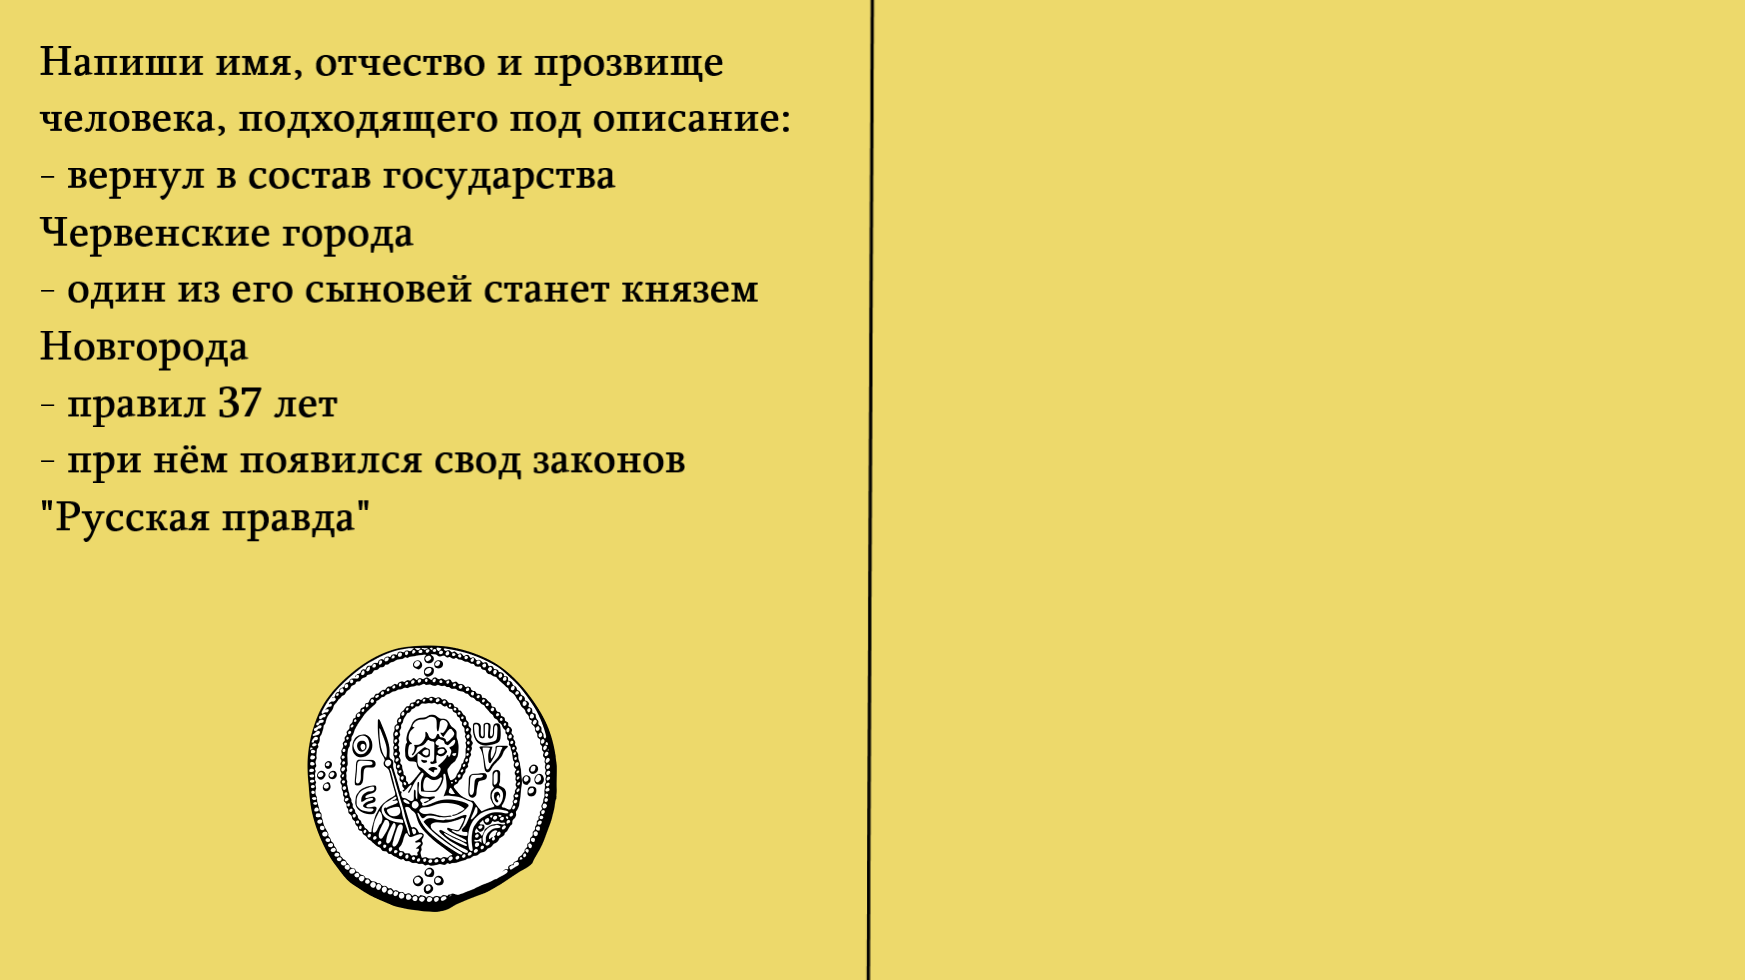 Напиши имя, отчество и прозвище
человека, подходящего под описание:
- вернул в состав государства
Червенские города
- один из его сыновей станет князем
Новгорода
- правил 37 лет
- при нём появился свод законов
"Русская правда"